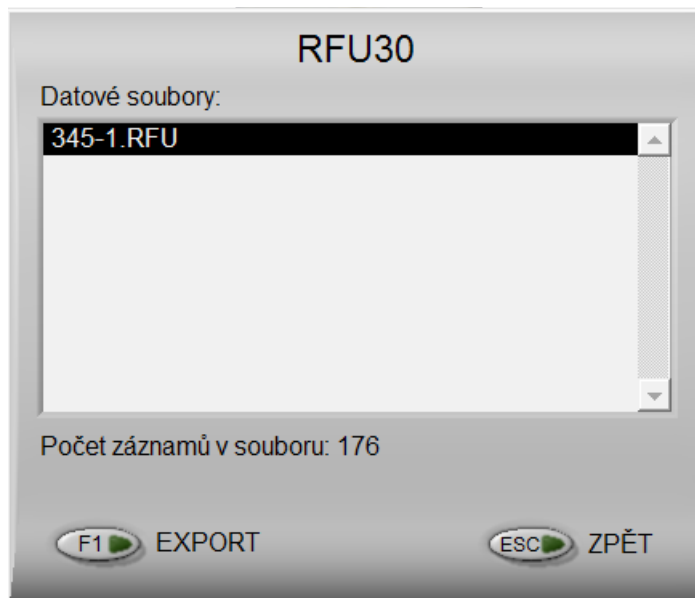 RFU30
Datové soubory:
345-1.RFU
Počet záznamů v souboru: 176
F1 EXPORT
ESC ZPĚT